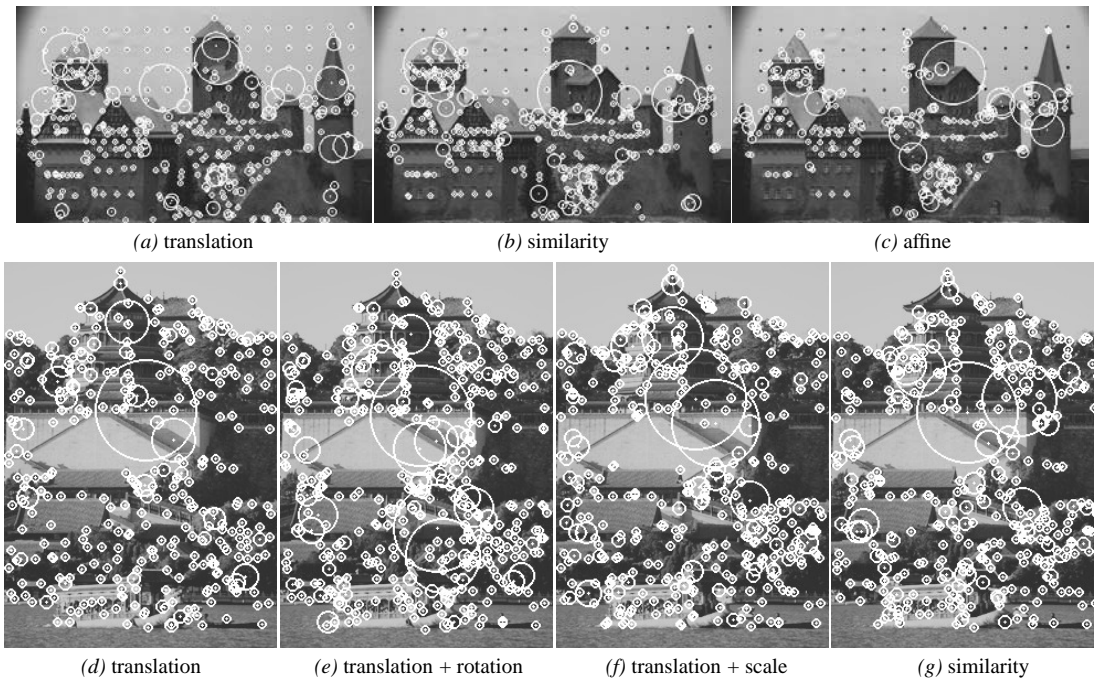 (a) translation
(b) similarity
(c) affine
(d) translation
(e) translation + rotation
(f) translation + scale
(g) similarity